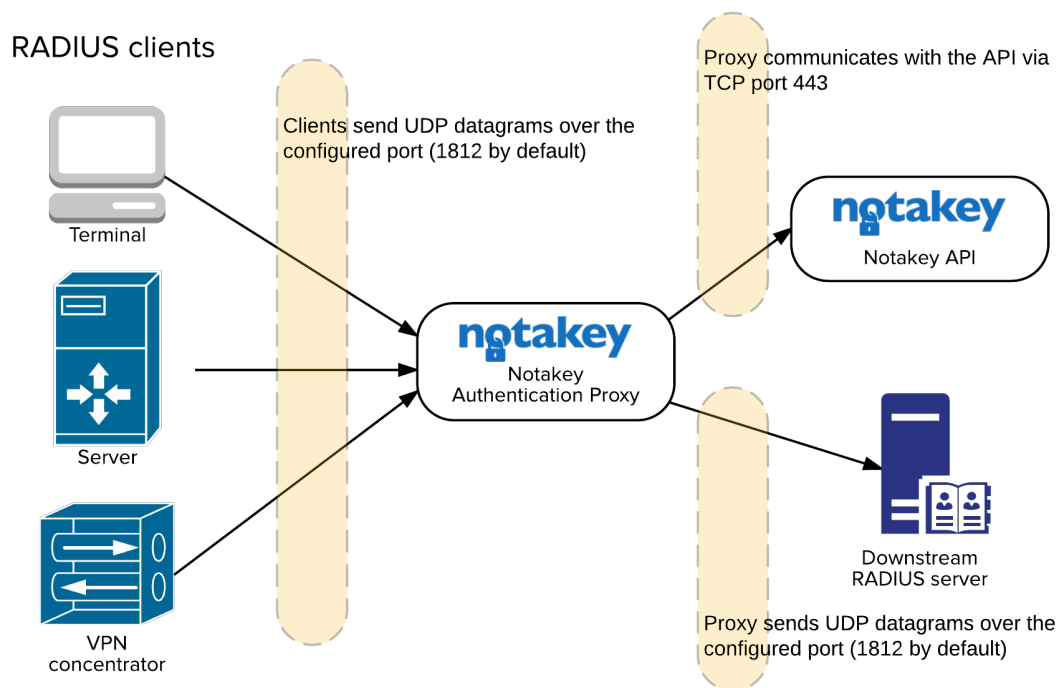 RADIUS clients
Terminal
Server
VPN
concentrator
Clients send UDP datagrams over the
configured port (1812 by default)
notakey
Notakey
Authentication Proxy
Proxy communicates with the API via
TCP port 443
notakey
Notakey API
Downstream
RADIUS server
Proxy sends UDP datagrams over the
configured port (1812 by default)